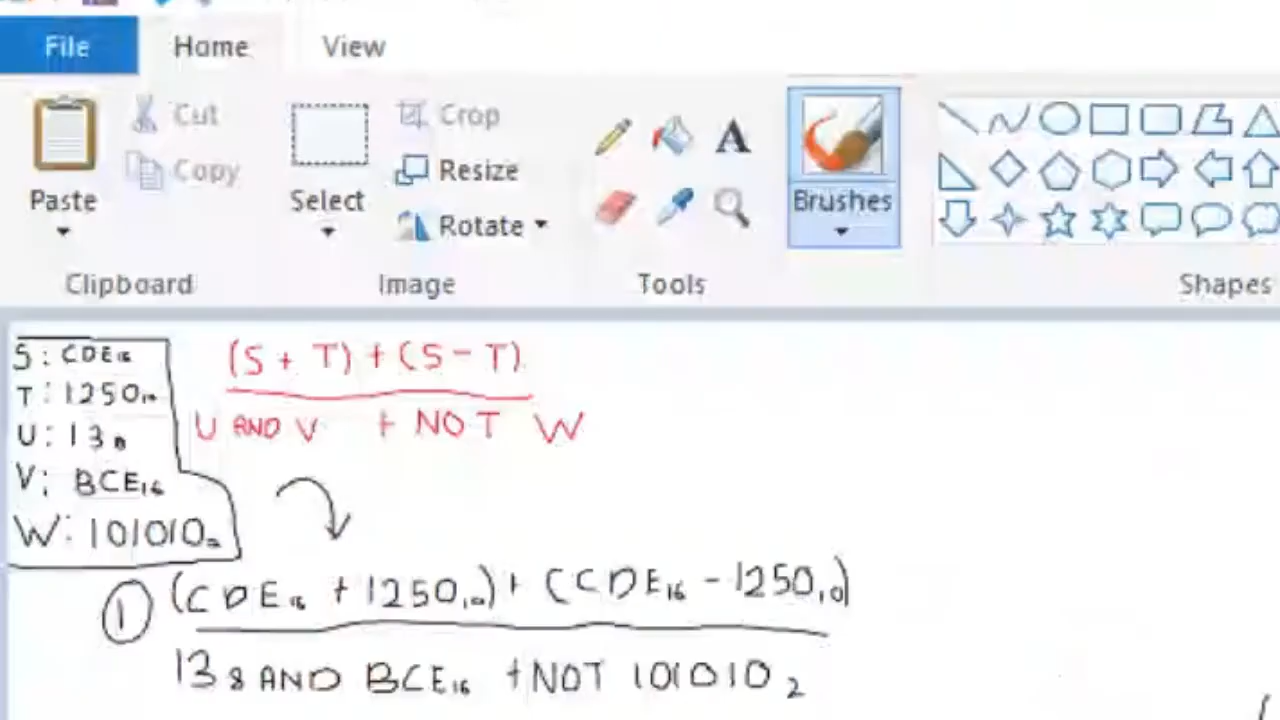 File Home View
Paste
Cut
Copy
Clipboard
Select
Crop
Resize
Rotate
Image
A
Tools
Brushes
Shapes
S: CDE₁₆
T: 1250₁₀
U: 13₈
V: BCE₁₆
W: 101010₂
(S + T) + (S - T)
U AND V + NOT W
① (CDE₁₆ + 1250₁₀) + (CDE₁₆ - 1250₁₀)
13₈ AND BCE₁₆ + NOT 101010₂